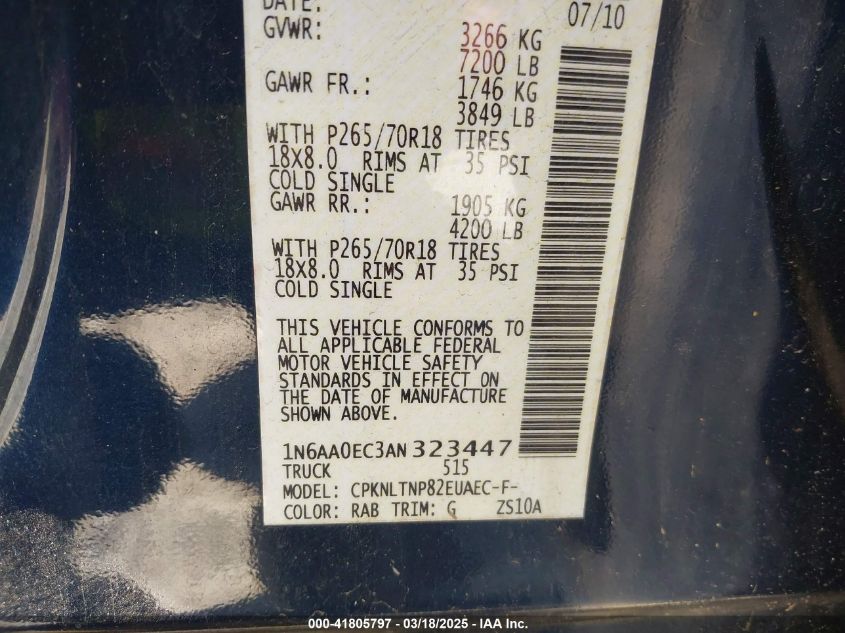 DATE:
07/10
GVWR: 3266 KG
7200 LB
GAWR FR.: 1746 KG
3849 LB
WITH P265/70R18 TIRES
18X8.0 RIMS AT 35 PSI
COLD SINGLE
GAWR RR.: 1905 KG
4200 LB
WITH P265/70R18 TIRES
18X8.0 RIMS AT 35 PSI
COLD SINGLE
THIS VEHICLE CONFORMS TO
ALL APPLICABLE FEDERAL
MOTOR VEHICLE SAFETY
STANDARDS IN EFFECT ON
THE DATE OF MANUFACTURE
SHOWN ABOVE.
1N6AA0EC3AN323447
TRUCK 515
MODEL: CPKNLTNP82EUAEC-F-
COLOR: RAB TRIM: G ZS10A
000-41805797 - 03/18/2025 - IAA Inc.